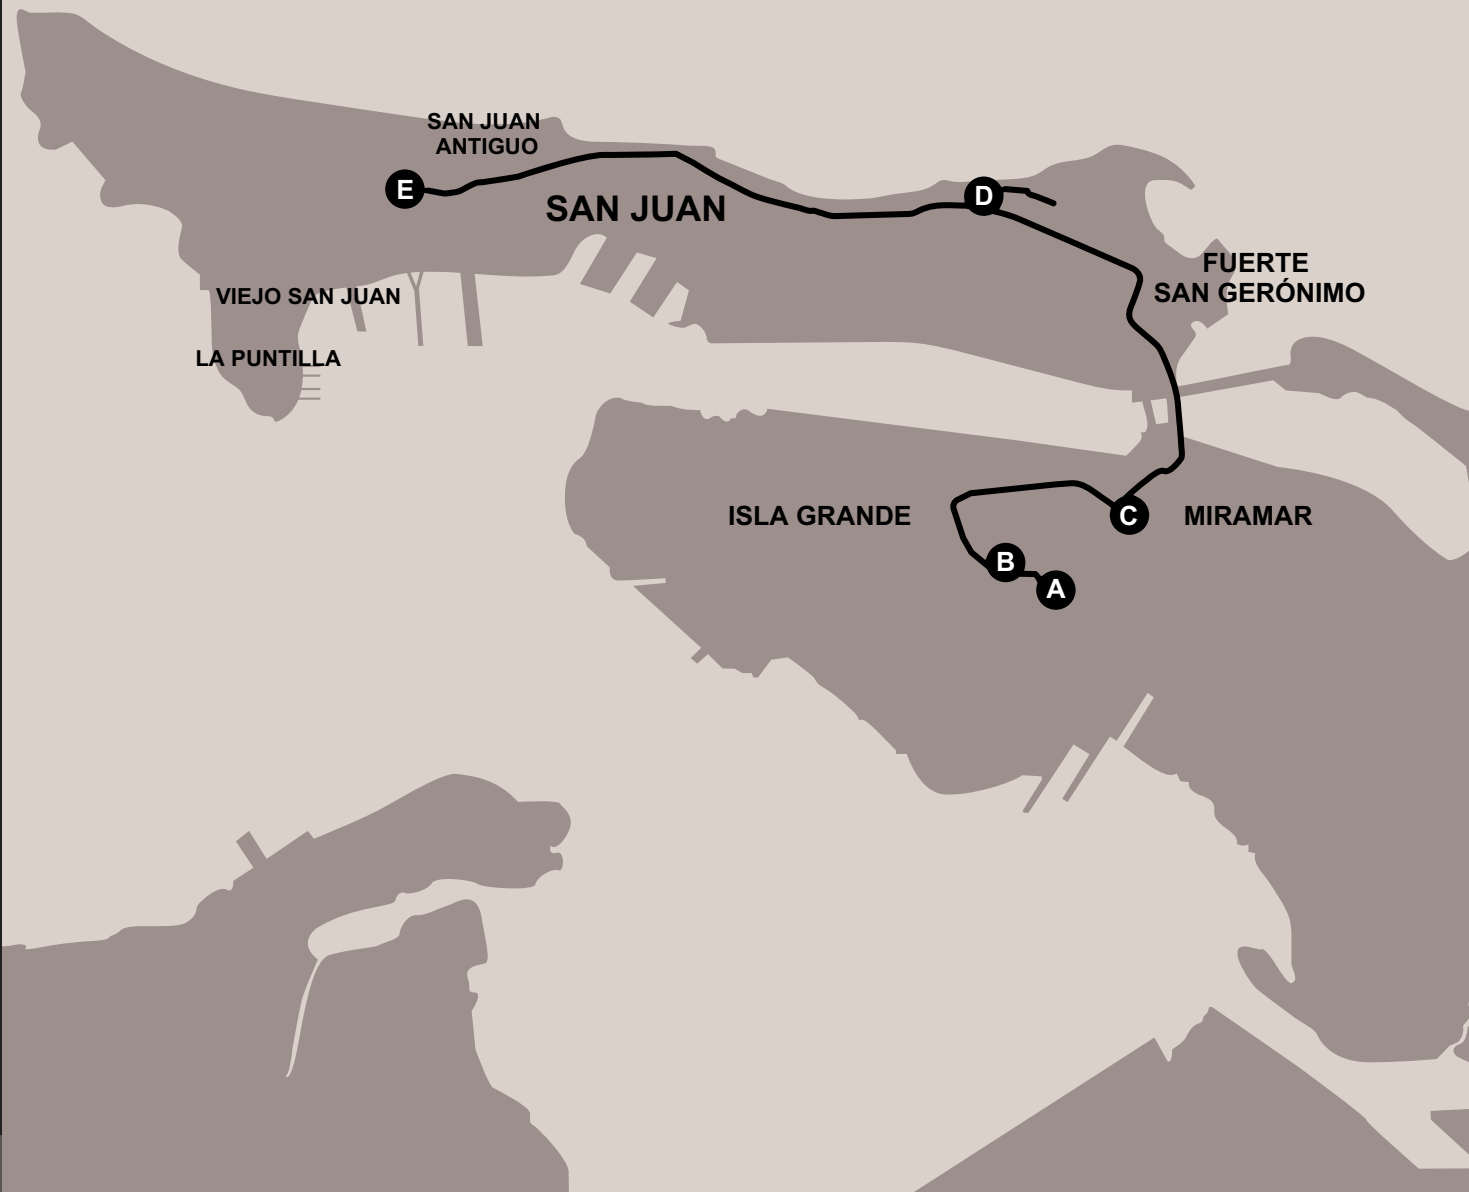 SAN JUAN
ANTIGUO
E
D
SAN JUAN
FUERTE
SAN GERÓNIMO
VIEJO SAN JUAN
LA PUNTILLA
ISLA GRANDE
C
MIRAMAR
B
A